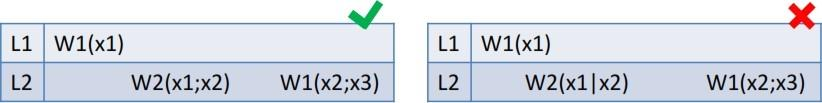 L1 W1(x1)
L2 W2(x1;x2) W1(x2;x3)
L1 W1(x1)
L2 W2(x1|x2) W1(x2;x3)